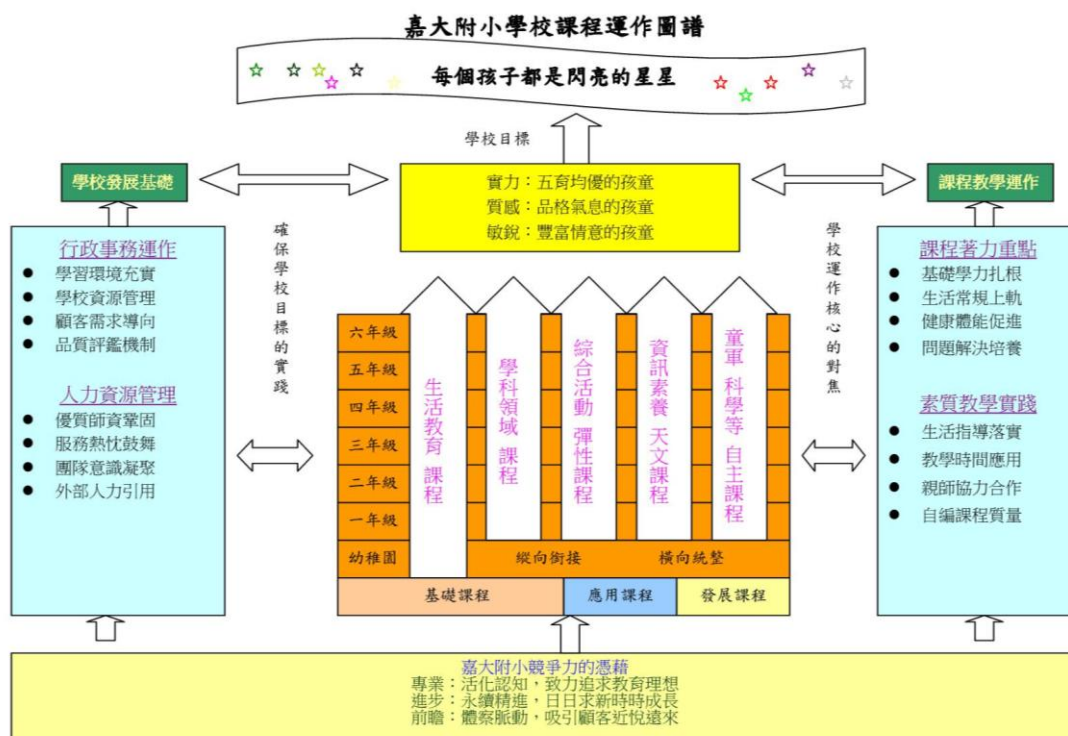 嘉大附小學校課程運作圖譜
每個孩子都是閃亮的星星
學校目標
學校發展基礎
實力：五育均優的孩童
質感：品格氣息的孩童
敏銳：豐富情意的孩童
課程教學運作
行政事務運作
● 學習環境充實
● 學校資源管理
● 顧客需求導向
● 品質評鑑機制
人力資源管理
● 優質師資鞏固
● 服務熱忱鼓舞
● 團隊意識凝聚
● 外部人力引用
確保學校目標的實踐
六年級
五年級
四年級
三年級
二年級
一年級
幼稚園
生活教育 課程
學科領域 課程
綜合活動 彈性課程
資訊素養 天文課程
童軍 科學等 自主課程
縱向銜接 橫向統整
基礎課程
應用課程
發展課程
學校運作核心的對焦
課程著力重點
● 基礎學力扎根
● 生活常規上軌
● 健康體能促進
● 問題解決培養
素質教學實踐
● 生活指導落實
● 教學時間應用
● 親師協力合作
● 自編課程質量
嘉大附小競爭力的憑藉
專業：活化認知，致力追求教育理想
進步：永續精進，日日求新時時成長
前瞻：體察脈動，吸引顧客近悅遠來